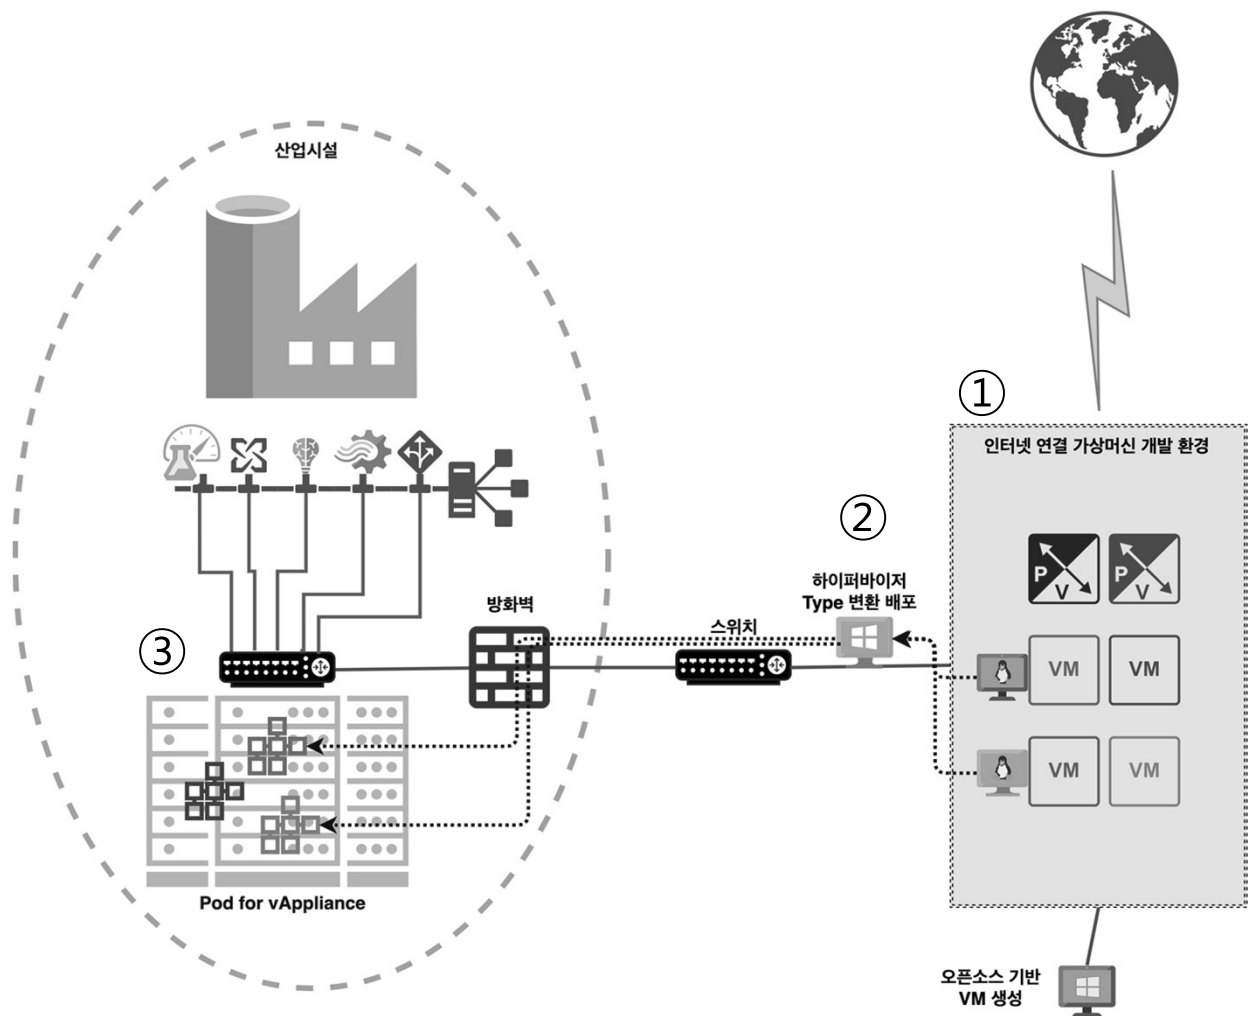 산업시설
①
인터넷 연결 가상머신 개발 환경
P
V
P
V
②
하이퍼바이저
Type 변환 배포
방화벽
스위치
③
VM
VM
VM
VM
Pod for vAppliance
오픈소스 기반
VM 생성